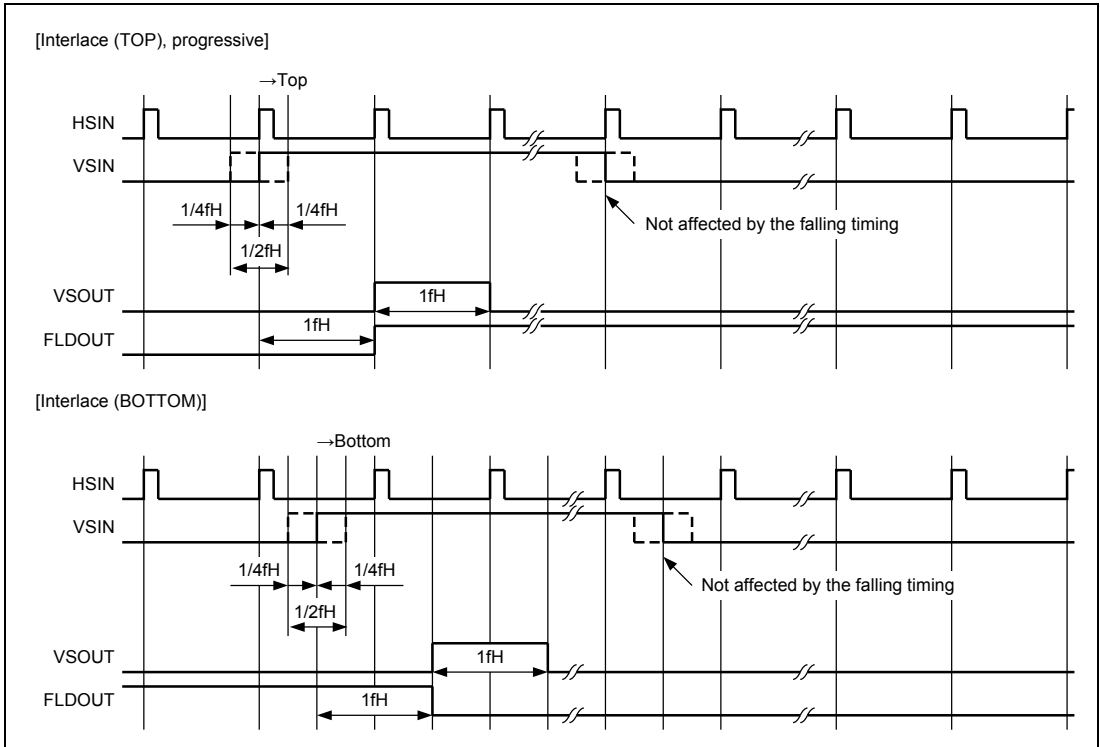 [Interlace (TOP), progressive]
→Top
HSIN
VSIN
1/4fH 1/4fH
Not affected by the falling timing
1/2fH
VSOUT
1fH
1fH
FLDOUT
[Interlace (BOTTOM)]
→Bottom
HSIN
VSIN
1/4fH 1/4fH
Not affected by the falling timing
1/2fH
VSOUT
1fH
FLDOUT
1fH